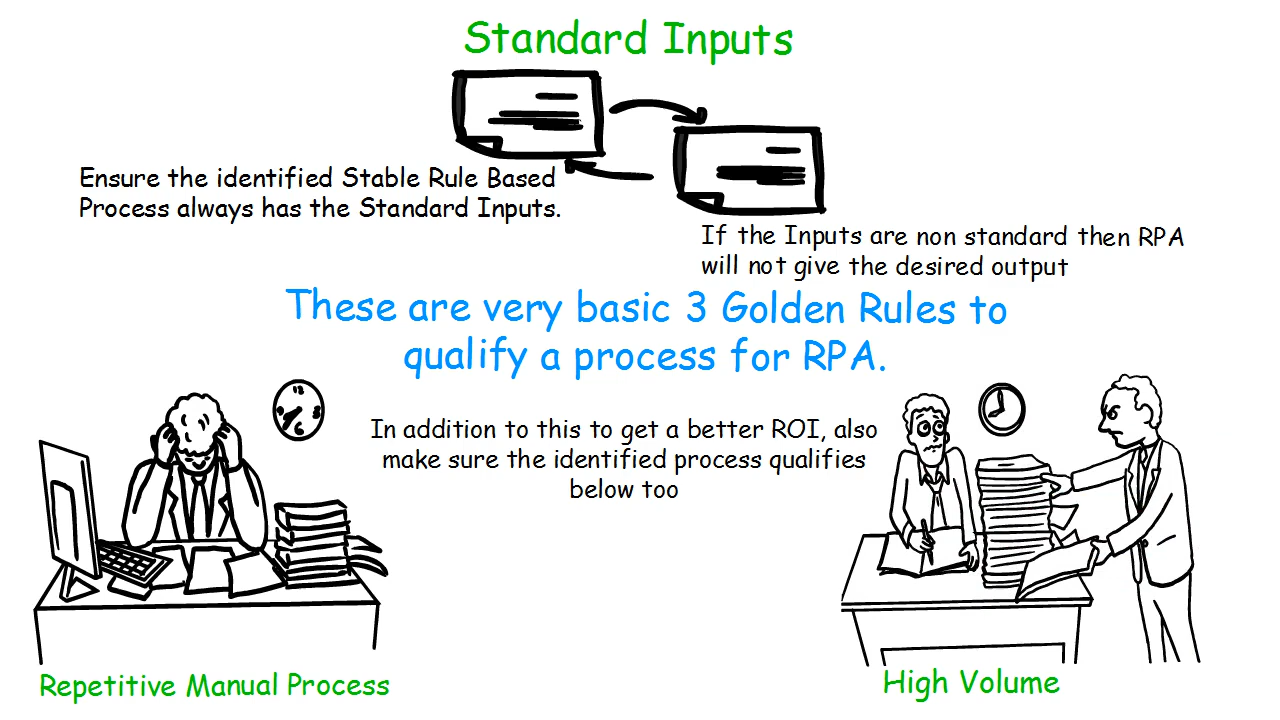 Standard Inputs
Ensure the identified Stable Rule Based
Process always has the Standard Inputs.
If the Inputs are non standard then RPA
will not give the desired output
These are very basic 3 Golden Rules to
qualify a process for RPA.
In addition to this to get a better ROI, also
make sure the identified process qualifies
below too
Repetitive Manual Process
High Volume